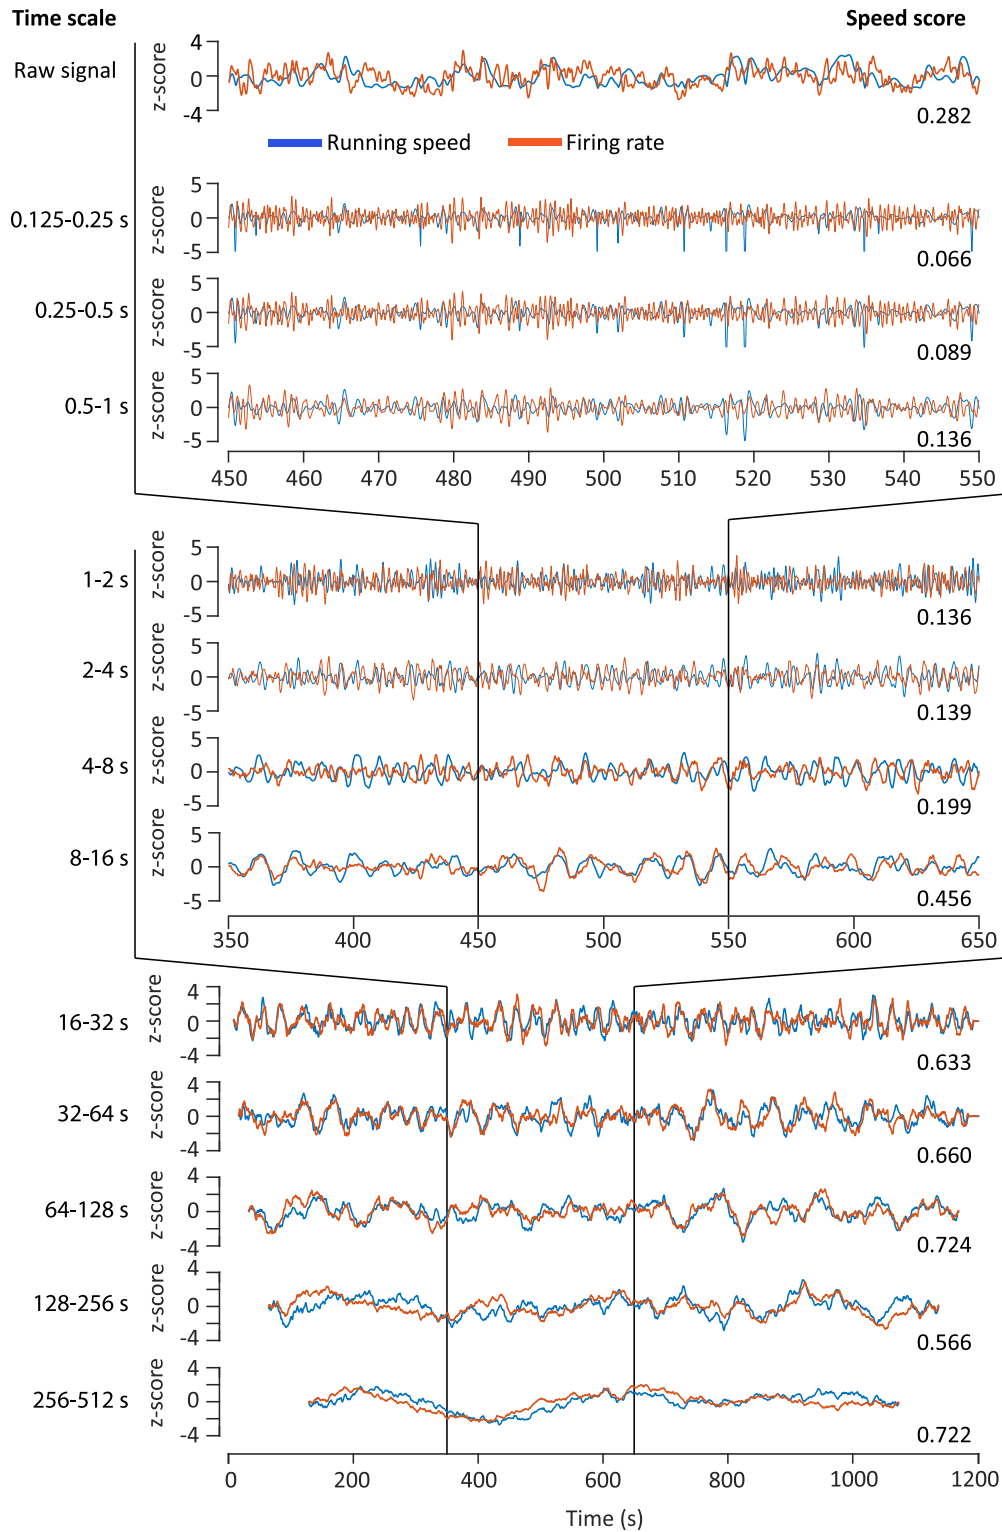 Time scale Speed score
Raw signal z-score 4 0 -4 0.282
Running speed Firing rate
0.125-0.25 s z-score 5 0 -5 0.066
0.25-0.5 s z-score 5 0 -5 0.089
0.5-1 s z-score 5 0 -5 0.136
450 460 470 480 490 500 510 520 530 540 550
1-2 s z-score 5 0 -5 0.136
2-4 s z-score 5 0 -5 0.139
4-8 s z-score 5 0 -5 0.199
8-16 s z-score 5 0 -5 0.456
350 400 450 500 550 600 650
16-32 s z-score 4 0 -4 0.633
32-64 s z-score 4 0 -4 0.660
64-128 s z-score 4 0 -4 0.724
128-256 s z-score 4 0 -4 0.566
256-512 s z-score 4 0 -4 0.722
0 200 400 600 800 1000 1200
Time (s)